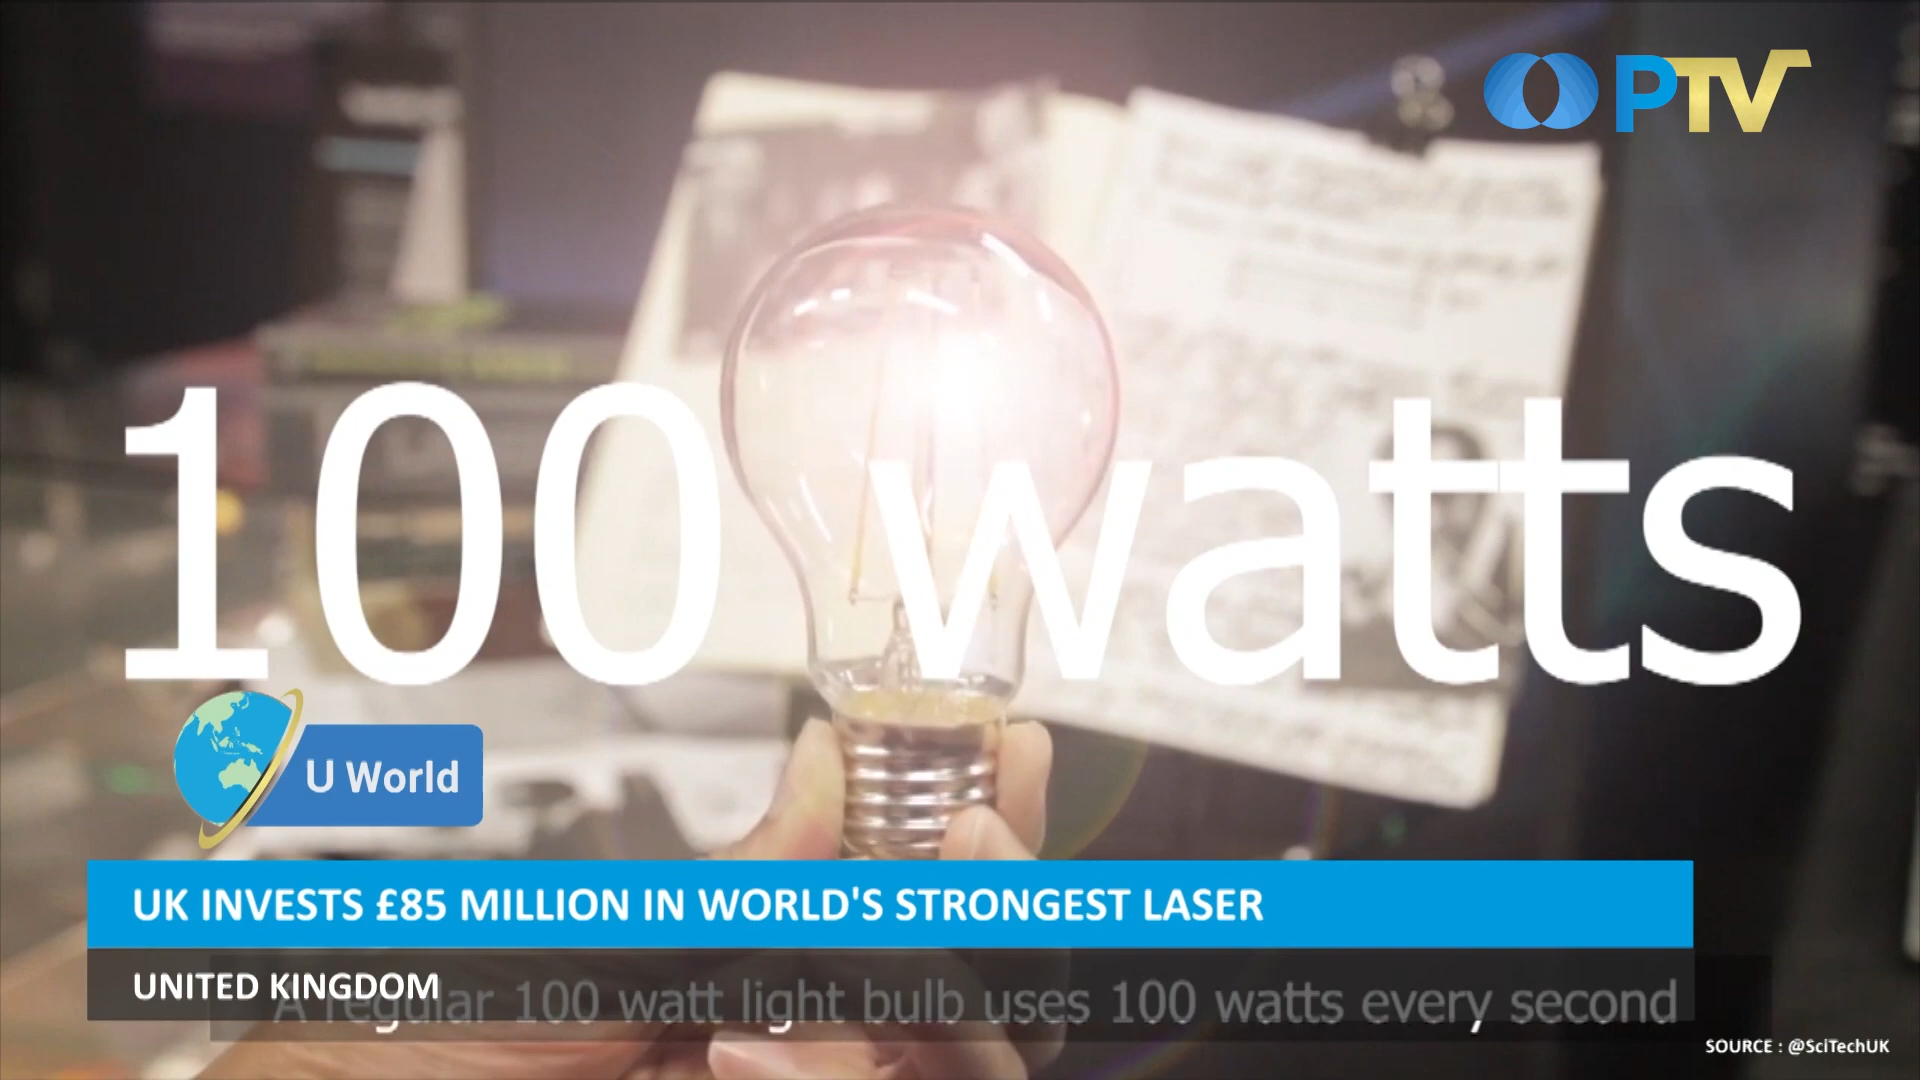 PTV
100 watts
U World
UK INVESTS £85 MILLION IN WORLD'S STRONGEST LASER
UNITED KINGDOM
A regular 100 watt light bulb uses 100 watts every second
SOURCE : @SciTechUK